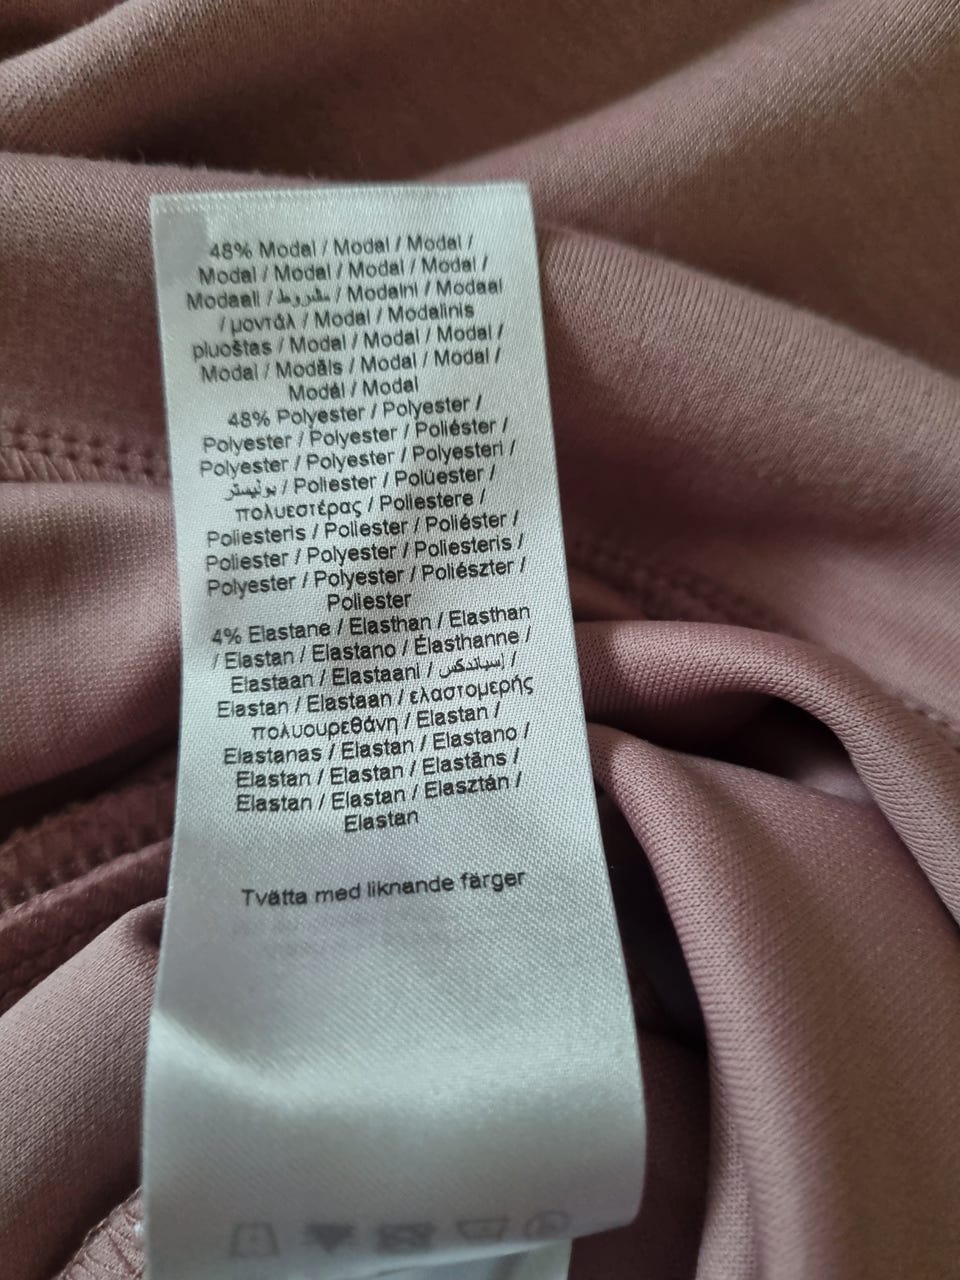 48% Modal / Modal / Modal /
Modal / Modal / Modal / Modal /
Modaali / مشروط / Modalni / Modaal
/ μοντάλ / Modal / Modalinis
pluoštas / Modal / Modal / Modal /
Modal / Modāls / Modal / Modal /
Modál / Modal
48% Polyester / Polyester /
Polyester / Polyester / Poliéster /
Polyester / Polyester / Polyesteri /
بوليستر / Poliester / Polüester /
πολυεστέρας / Poliestere /
Poliesteris / Poliester / Poliéster /
Poliester / Polyester / Poliesteris /
Polyester / Polyester / Poliészter /
Poliester
4% Elastane / Elasthan / Elasthan
/ Elastan / Elastano / Élasthanne /
Elastaan / Elastaani / إسباندكس /
Elastan / Elastaan / ελαστομερής
πολυουρεθάνη / Elastan /
Elastanas / Elastan / Elastano /
Elastan / Elastan / Elastāns /
Elastan / Elastan / Elasztán /
Elastan
Tvätta med liknande färger